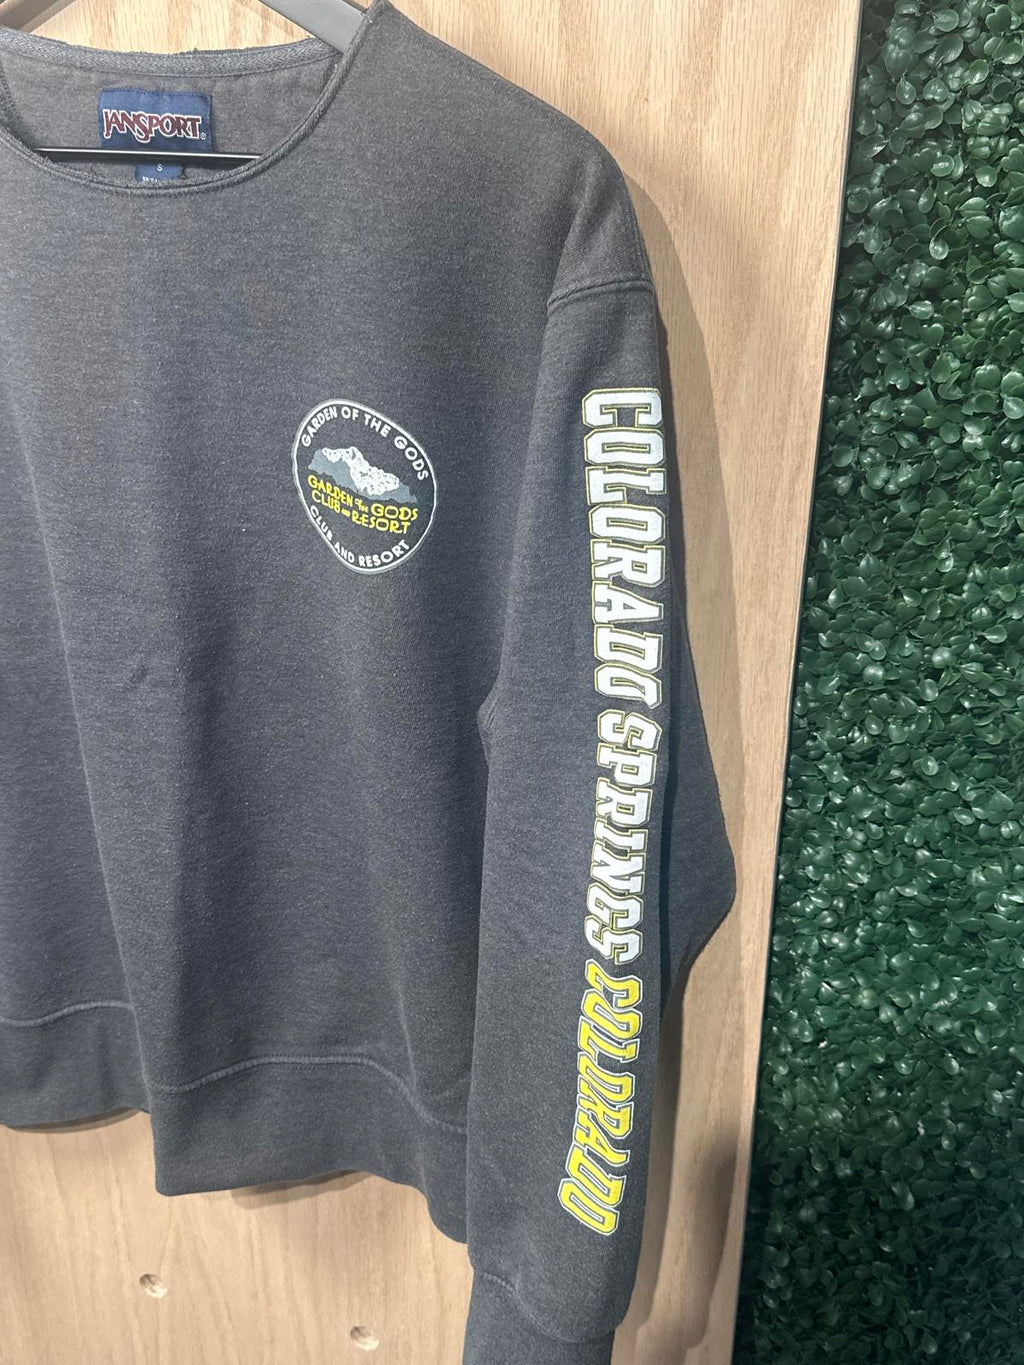 JANSPORT®
S
GARDEN OF THE GODS
GARDEN of THE GODS
CLUB AND RESORT
CLUB AND RESORT
COLORADO SPRINGS COLORADO